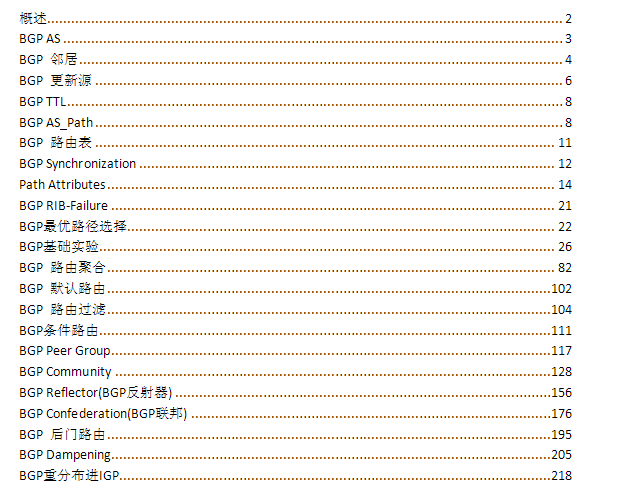 概述 2
BGP AS 3
BGP 邻居 4
BGP 更新源 6
BGP TTL 8
BGP AS_Path 8
BGP 路由表 11
BGP Synchronization 12
Path Attributes 14
BGP RIB-Failure 21
BGP最优路径选择 22
BGP基础实验 26
BGP 路由聚合 82
BGP 默认路由 102
BGP 路由过滤 104
BGP条件路由 111
BGP Peer Group 117
BGP Community 128
BGP Reflector(BGP反射器) 156
BGP Confederation(BGP联邦) 176
BGP 后门路由 195
BGP Dampening 205
BGP重分布进IGP 218